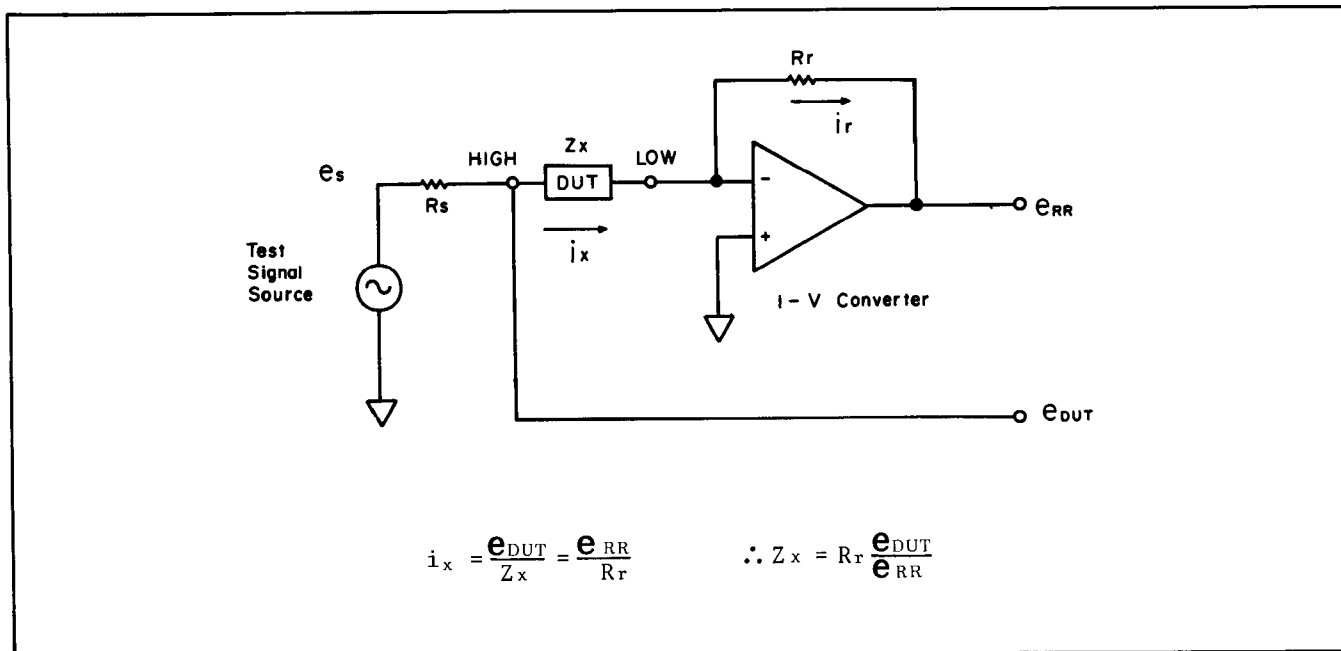 Rr
ir
Zx
HIGH
LOW
es
DUT
Rs
-
+
eRR
ix
Test
Signal
Source
I-V Converter
eDUT
ix = eDUT/Zx = eRR/Rr ∴ Zx = Rr eDUT/eRR